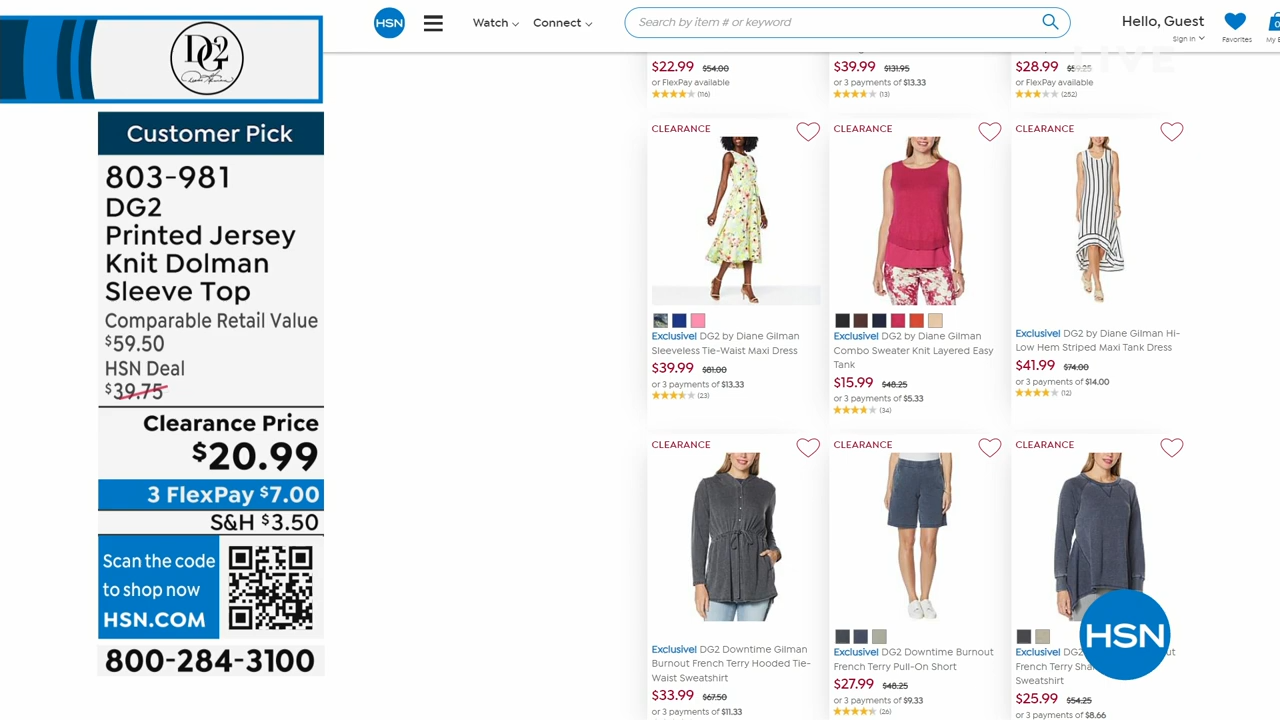 DG2
Customer Pick
803-981
DG2
Printed Jersey
Knit Dolman
Sleeve Top
Comparable Retail Value
$59.50
HSN Deal
$39.75
Clearance Price
$20.99
3 FlexPay $7.00
S&H $3.50
Scan the code
to shop now
HSN.COM
800-284-3100
HSN
Watch
Connect
Search by item # or keyword
Hello, Guest
Sign In
Favorites
0
My
LIVE
$22.99 $54.00
or FlexPay available
(116)
$39.99 $131.95
or 3 payments of $13.33
(13)
$28.99 $59.25
or FlexPay available
(252)
CLEARANCE
Exclusive! DG2 by Diane Gilman
Sleeveless Tie-Waist Maxi Dress
$39.99 $81.00
or 3 payments of $13.33
(23)
CLEARANCE
Exclusive! DG2 by Diane Gilman
Combo Sweater Knit Layered Easy
Tank
$15.99 $48.25
or 3 payments of $5.33
(34)
CLEARANCE
Exclusive! DG2 by Diane Gilman Hi-
Low Hem Striped Maxi Tank Dress
$41.99 $74.00
or 3 payments of $14.00
(12)
CLEARANCE
Exclusive! DG2 Downtime Gilman
Burnout French Terry Hooded Tie-
Waist Sweatshirt
$33.99 $67.50
or 3 payments of $11.33
CLEARANCE
Exclusive! DG2 Downtime Burnout
French Terry Pull-On Short
$27.99 $48.25
or 3 payments of $9.33
(26)
CLEARANCE
Exclusive!
French Terry
Sweatshirt
$25.99 $54.25
or 3 payments of $8.66
HSN